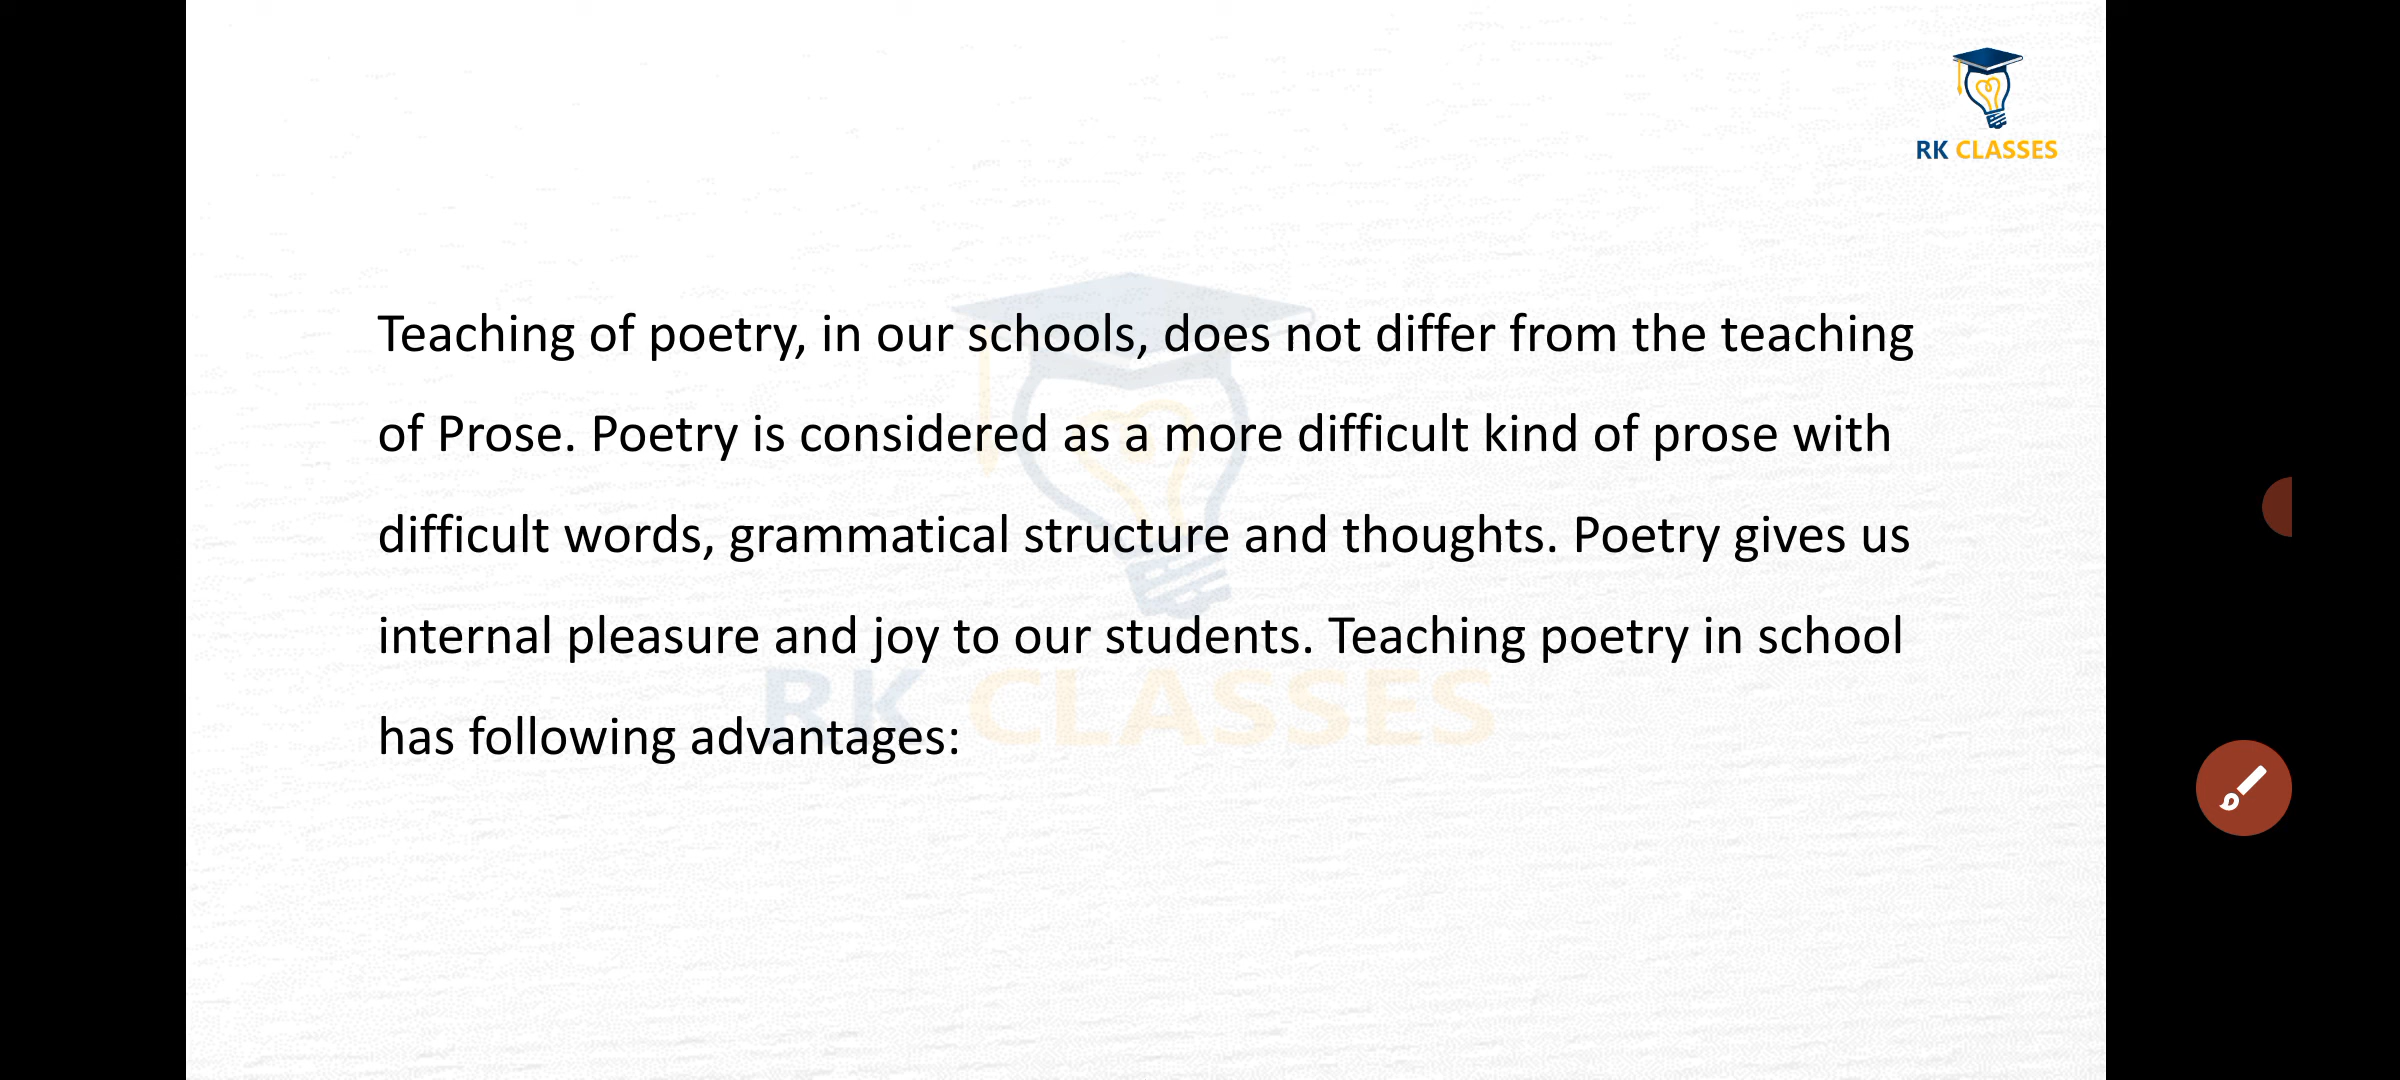 RK CLASSES
Teaching of poetry, in our schools, does not differ from the teaching
of Prose. Poetry is considered as a more difficult kind of prose with
difficult words, grammatical structure and thoughts. Poetry gives us
internal pleasure and joy to our students. Teaching poetry in school
has following advantages:
RK CLASSES